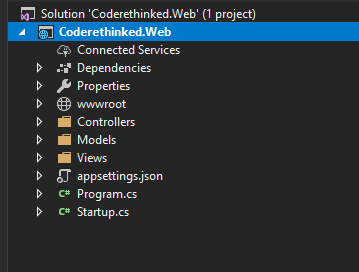 Solution 'Coderethinked.Web' (1 project)
Coderethinked.Web
Connected Services
Dependencies
Properties
wwwroot
Controllers
Models
Views
appsettings.json
C# Program.cs
C# Startup.cs